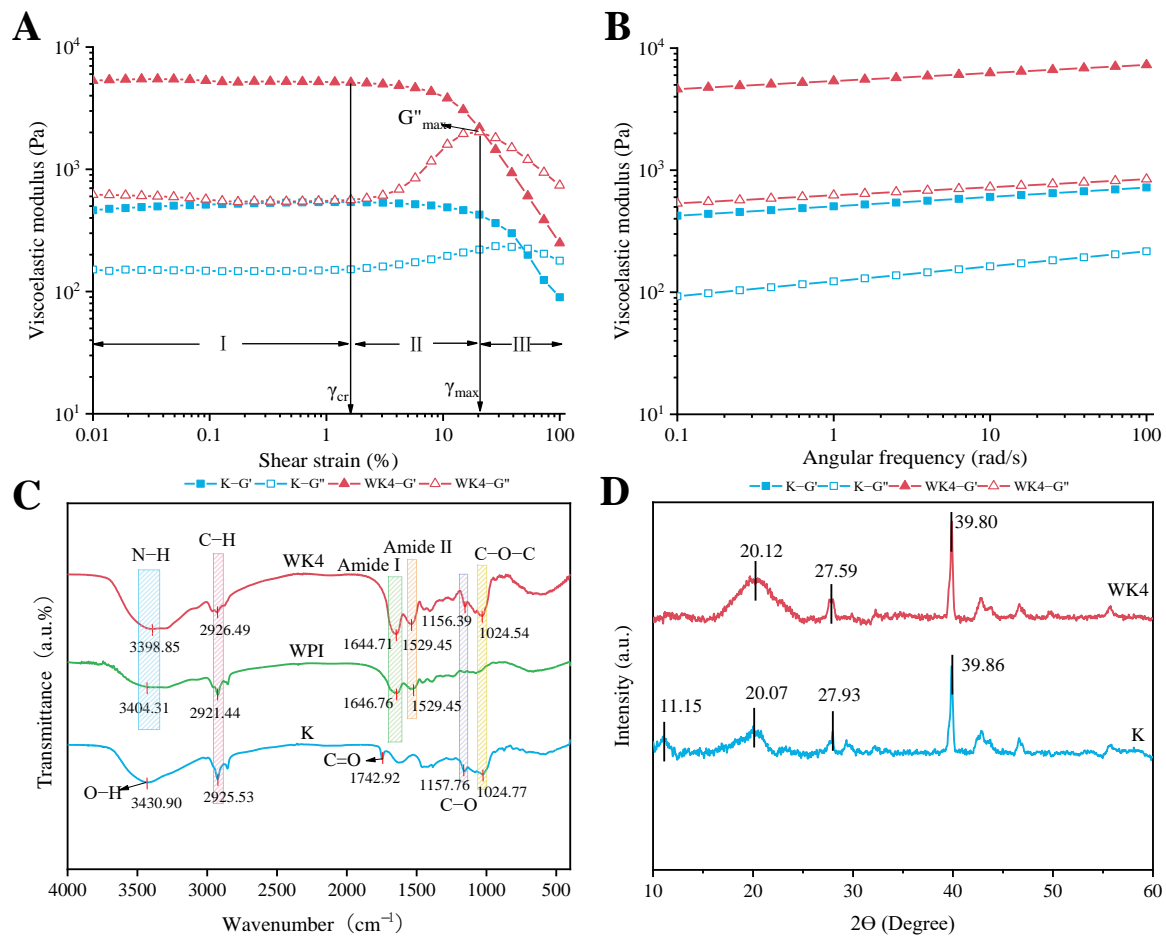 A
10⁴
10³
10²
10¹
Viscoelastic modulus (Pa)
G″max
I
II
III
γcr
γmax
0.01
0.1
1
10
100
Shear strain (%)
K−G' K−G" WK4−G' WK4−G"
B
10⁴
10³
10²
10¹
Viscoelastic modulus (Pa)
0.1
1
10
100
Angular frequency (rad/s)
K−G' K−G" WK4−G' WK4−G"
C
N−H
C−H
WK4
Amide I
Amide II
C−O−C
3398.85
2926.49
1644.71
1529.45
1156.39
1024.54
WPI
3404.31
2921.44
1646.76
1529.45
K
C=O
1742.92
1157.76
1024.77
C−O
O−H
3430.90
2925.53
Transmittance (a.u.%)
4000
3500
3000
2500
2000
1500
1000
500
Wavenumber (cm⁻¹)
D
20.12
27.59
39.80
WK4
11.15
20.07
27.93
39.86
K
Intensity (a.u.)
10
20
30
40
50
60
2Θ (Degree)